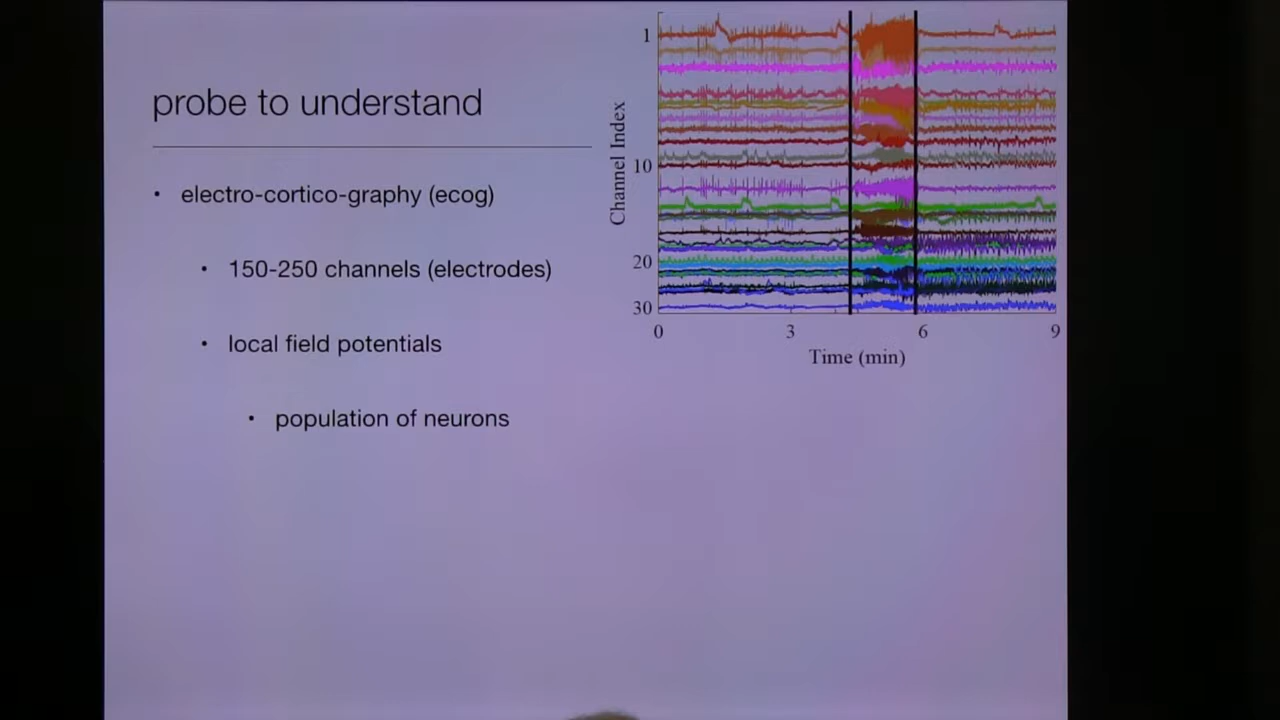 probe to understand
• electro-cortico-graphy (ecog)
• 150-250 channels (electrodes)
• local field potentials
• population of neurons
Channel Index
1
10
20
30
0 3 6 9
Time (min)